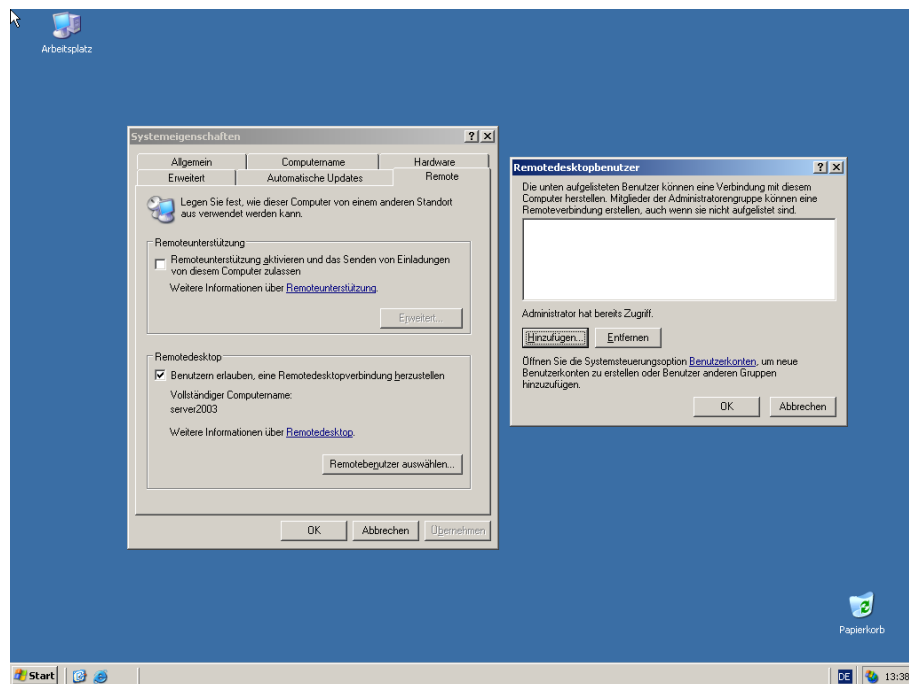 Arbeitsplatz
Systemeigenschaften
Allgemein
Computername
Hardware
Erweitert
Automatische Updates
Remote
Legen Sie fest, wie dieser Computer von einem anderen Standort
aus verwendet werden kann.
Remoteunterstützung
Remoteunterstützung aktivieren und das Senden von Einladungen
von diesem Computer zulassen
Weitere Informationen über Remoteunterstützung.
Erweitert...
Remotedesktop
Benutzern erlauben, eine Remotedesktopverbindung herzustellen
Vollständiger Computername:
server2003
Weitere Informationen über Remotedesktop.
Remotebenutzer auswählen...
OK
Abbrechen
Übernehmen
Remotedesktopbenutzer
Die unten aufgelisteten Benutzer können eine Verbindung mit diesem
Computer herstellen. Mitglieder der Administratorengruppe können eine
Remoteverbindung erstellen, auch wenn sie nicht aufgelistet sind.
Administrator hat bereits Zugriff.
Hinzufügen...
Entfernen
Öffnen Sie die Systemsteuerungsoption Benutzerkonten, um neue
Benutzerkonten zu erstellen oder Benutzer anderen Gruppen
hinzuzufügen.
OK
Abbrechen
Papierkorb
Start
DE
13:38